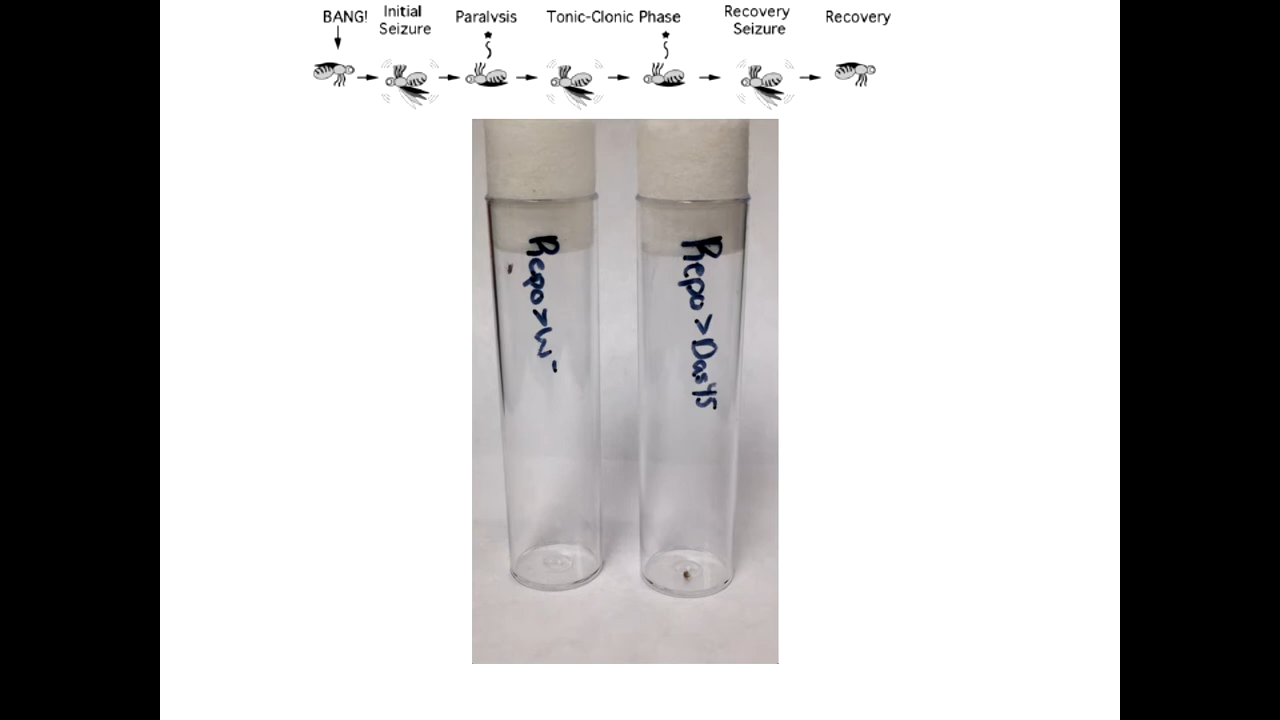 BANG!
Initial
Seizure
Paralysis
Tonic-Clonic Phase
Recovery
Seizure
Recovery
Repo>W-
Repo>Das45